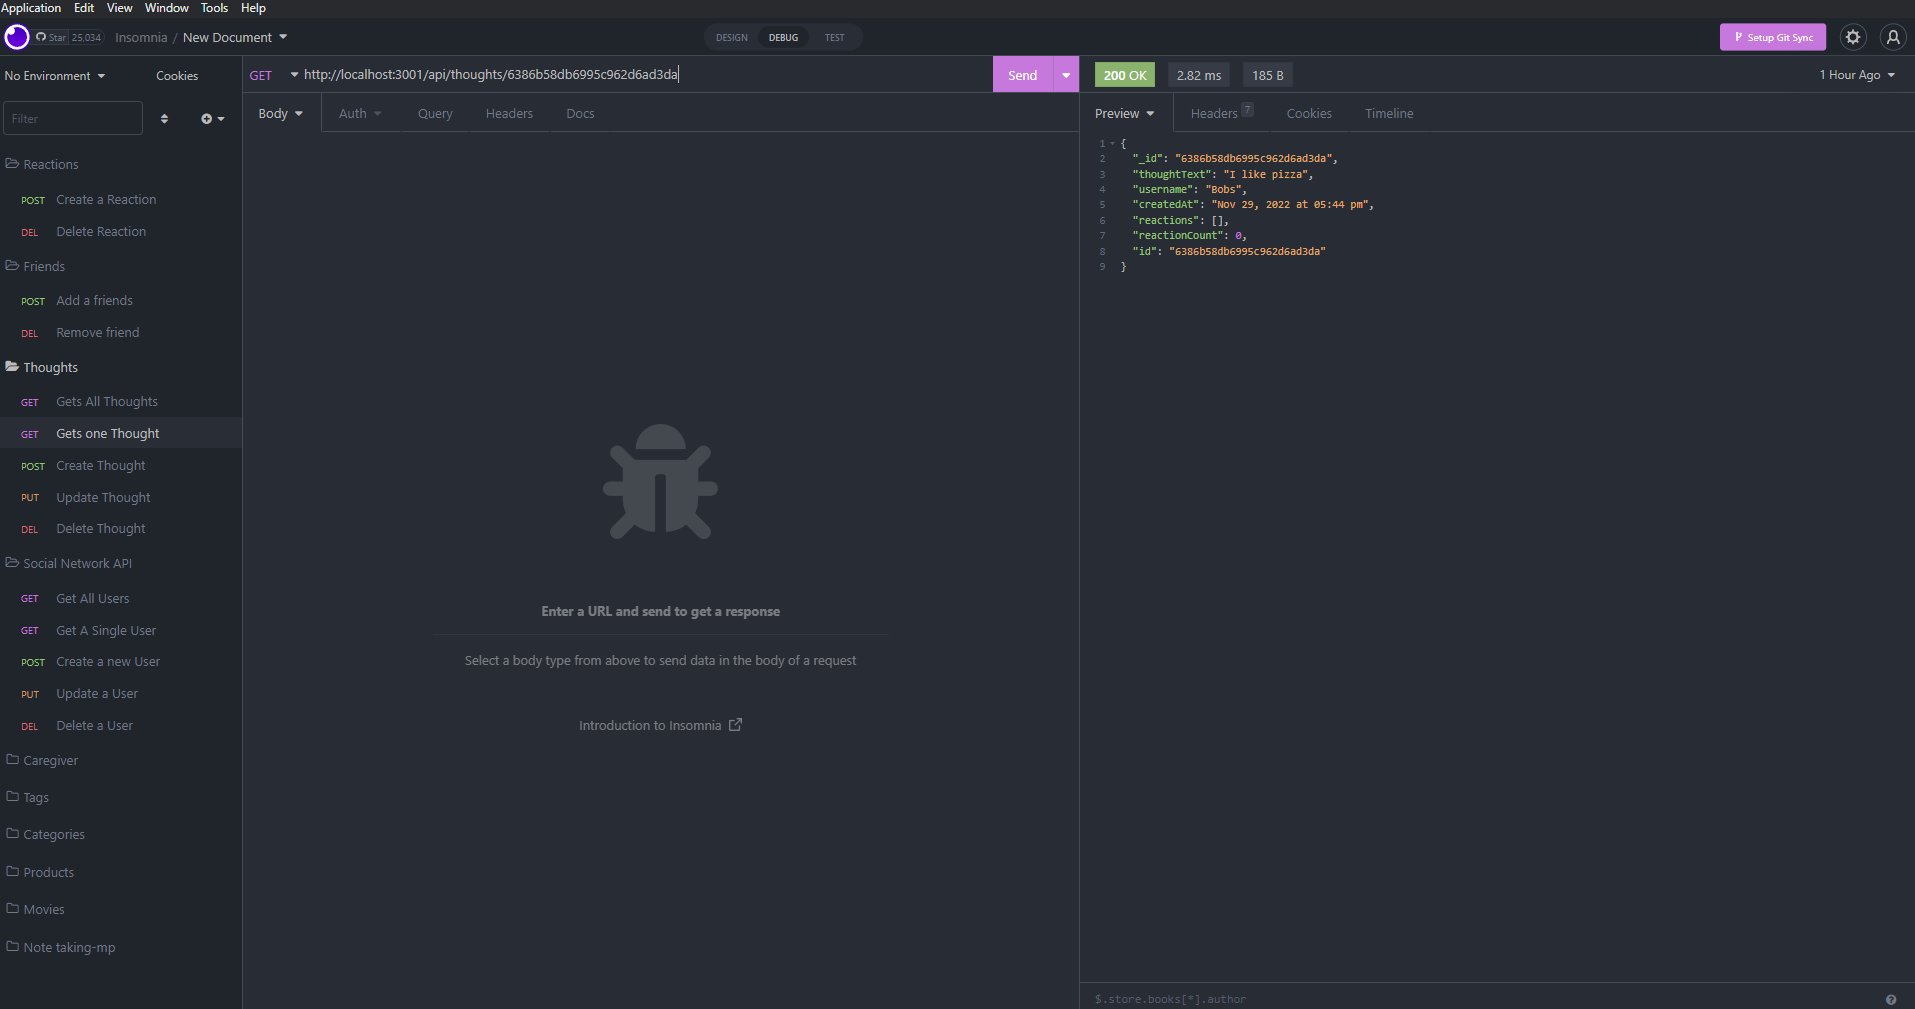 Application Edit View Window Tools Help
Star 25,034 Insomnia / New Document DESIGN DEBUG TEST Setup Git Sync
No Environment Cookies
GET http://localhost:3001/api/thoughts/6386b58db6995c962d6ad3da Send
200 OK 2.82 ms 185 B 1 Hour Ago
Filter
Body Auth Query Headers Docs
Preview Headers 7 Cookies Timeline
Reactions
POST Create a Reaction
DEL Delete Reaction
Friends
POST Add a friends
DEL Remove friend
Thoughts
GET Gets All Thoughts
GET Gets one Thought
POST Create Thought
PUT Update Thought
DEL Delete Thought
Social Network API
GET Get All Users
GET Get A Single User
POST Create a new User
PUT Update a User
DEL Delete a User
Caregiver
Tags
Categories
Products
Movies
Note taking-mp
Enter a URL and send to get a response
Select a body type from above to send data in the body of a request
Introduction to Insomnia
1 {
2 "_id": "6386b58db6995c962d6ad3da",
3 "thoughtText": "I like pizza",
4 "username": "Bobs",
5 "createdAt": "Nov 29, 2022 at 05:44 pm",
6 "reactions": [],
7 "reactionCount": 0,
8 "id": "6386b58db6995c962d6ad3da"
9 }
$.store.books[*].author